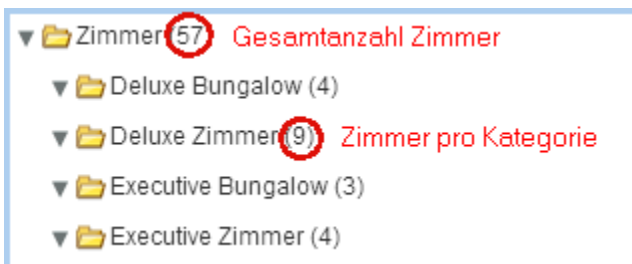 Zimmer (57) Gesamtanzahl Zimmer
Deluxe Bungalow (4)
Deluxe Zimmer (9) Zimmer pro Kategorie
Executive Bungalow (3)
Executive Zimmer (4)